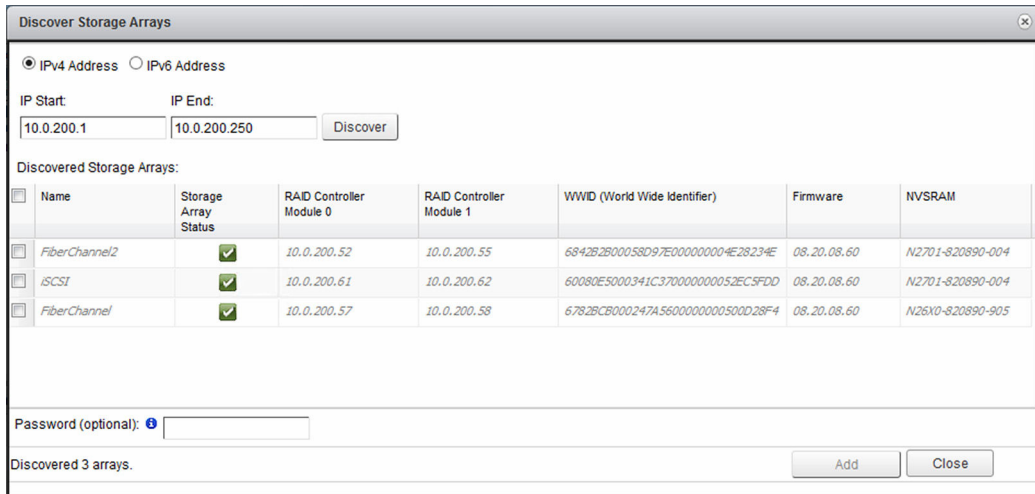 Discover Storage Arrays
IPv4 Address IPv6 Address
IP Start: IP End:
10.0.200.1 10.0.200.250 Discover
Discovered Storage Arrays:
Name Storage Array Status RAID Controller Module 0 RAID Controller Module 1 WWID (World Wide Identifier) Firmware NVSRAM
FiberChannel2 10.0.200.52 10.0.200.55 6842B2B00058D97E000000004E28234E 08.20.08.60 N2701-820890-004
iSCSI 10.0.200.61 10.0.200.62 60080E5000341C370000000052EC5FDD 08.20.08.60 N2701-820890-004
FiberChannel 10.0.200.57 10.0.200.58 6782BCB000247A5600000000500D28F4 08.20.08.60 N26X0-820890-905
Password (optional):
Discovered 3 arrays. Add Close